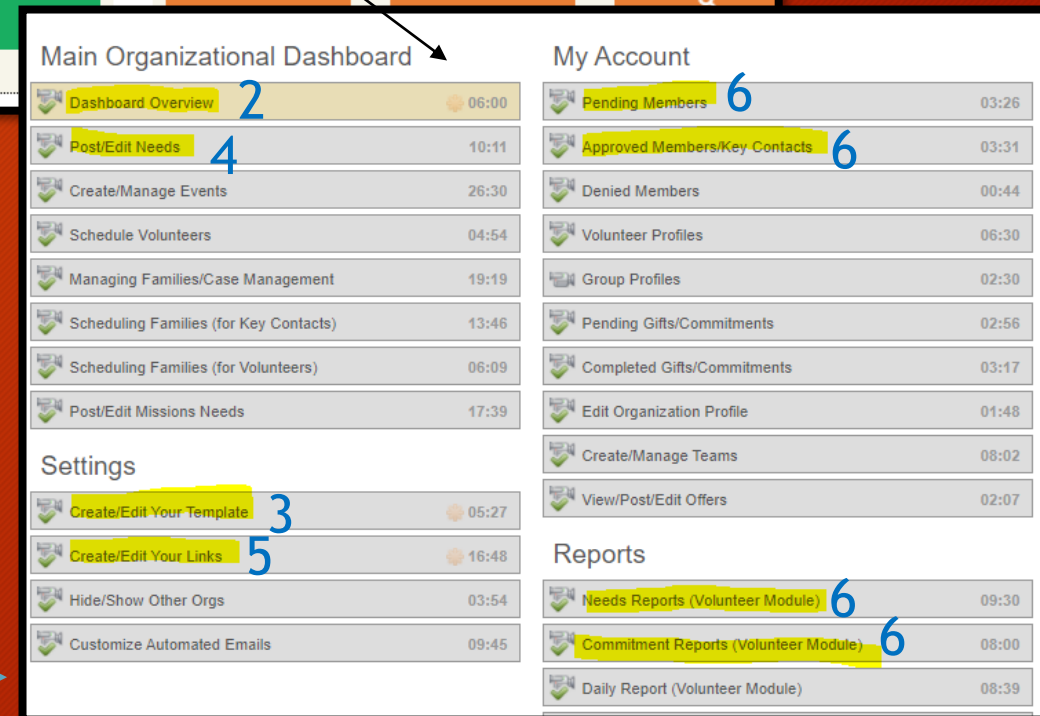 Main Organizational Dashboard
Dashboard Overview 2 06:00
Post/Edit Needs 4 10:11
Create/Manage Events 26:30
Schedule Volunteers 04:54
Managing Families/Case Management 19:19
Scheduling Families (for Key Contacts) 13:46
Scheduling Families (for Volunteers) 06:09
Post/Edit Missions Needs 17:39
Settings
Create/Edit Your Template 3 05:27
Create/Edit Your Links 5 16:48
Hide/Show Other Orgs 03:54
Customize Automated Emails 09:45
My Account
Pending Members 6 03:26
Approved Members/Key Contacts 6 03:31
Denied Members 00:44
Volunteer Profiles 06:30
Group Profiles 02:30
Pending Gifts/Commitments 02:56
Completed Gifts/Commitments 03:17
Edit Organization Profile 01:48
Create/Manage Teams 08:02
View/Post/Edit Offers 02:07
Reports
Needs Reports (Volunteer Module) 6 09:30
Commitment Reports (Volunteer Module) 6 08:00
Daily Report (Volunteer Module) 08:39